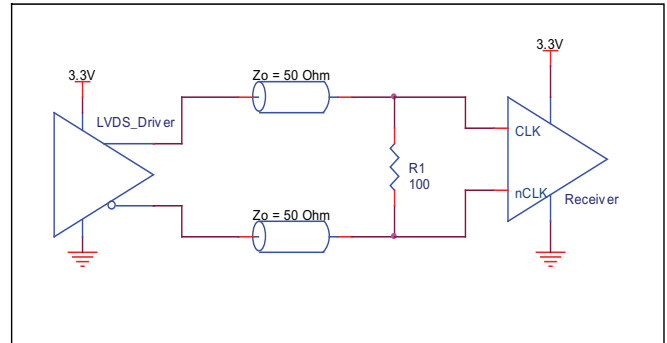 3.3V
LVDS_Driver
Zo = 50 Ohm
Zo = 50 Ohm
R1
100
3.3V
CLK
nCLK
Receiver